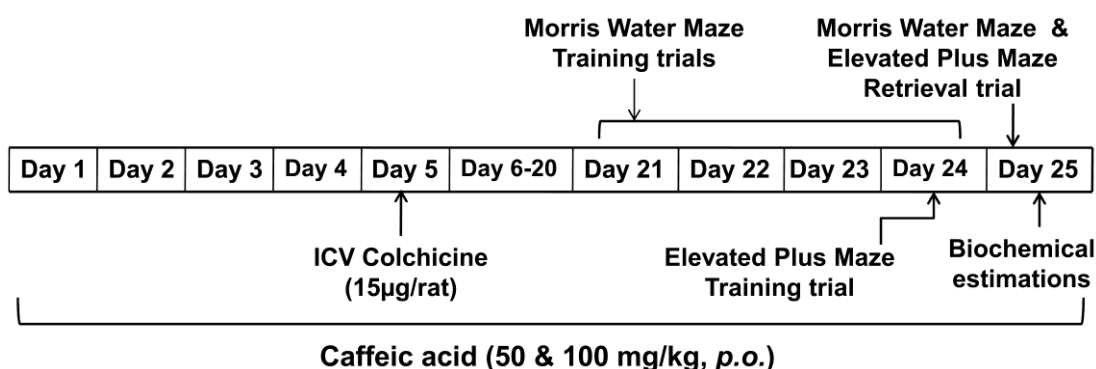 Morris Water Maze
Training trials
Morris Water Maze &
Elevated Plus Maze
Retrieval trial
Day 1 Day 2 Day 3 Day 4 Day 5 Day 6-20 Day 21 Day 22 Day 23 Day 24 Day 25
ICV Colchicine
(15µg/rat)
Elevated Plus Maze
Training trial
Biochemical
estimations
Caffeic acid (50 & 100 mg/kg, p.o.)